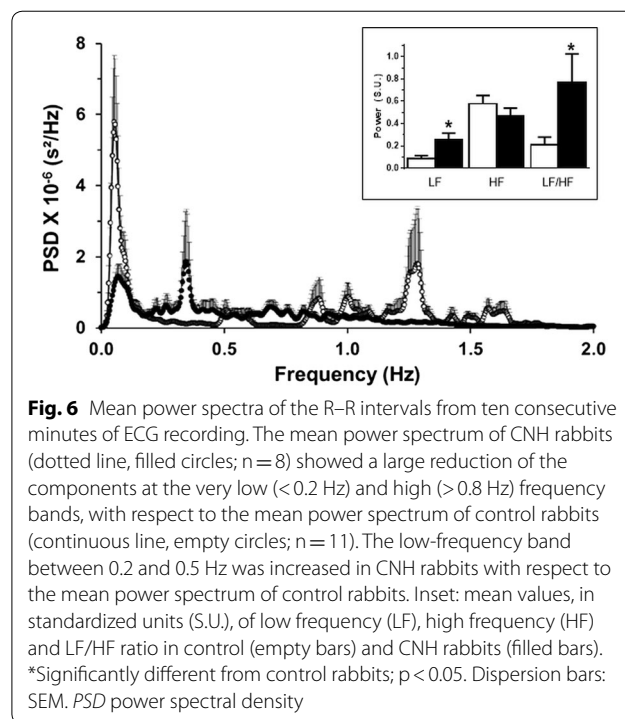 8
6
4
2
0
PSD X 10⁻⁶ (s²/Hz)
0.0
0.5
1.0
1.5
2.0
Frequency (Hz)
1.0
0.8
0.6
0.4
0.2
0.0
Power (S.U.)
*
*
LF
HF
LF/HF
Fig. 6 Mean power spectra of the R–R intervals from ten consecutive
minutes of ECG recording. The mean power spectrum of CNH rabbits
(dotted line, filled circles; n = 8) showed a large reduction of the
components at the very low (< 0.2 Hz) and high (> 0.8 Hz) frequency
bands, with respect to the mean power spectrum of control rabbits
(continuous line, empty circles; n = 11). The low-frequency band
between 0.2 and 0.5 Hz was increased in CNH rabbits with respect to
the mean power spectrum of control rabbits. Inset: mean values, in
standardized units (S.U.), of low frequency (LF), high frequency (HF)
and LF/HF ratio in control (empty bars) and CNH rabbits (filled bars).
*Significantly different from control rabbits; p < 0.05. Dispersion bars:
SEM. PSD power spectral density